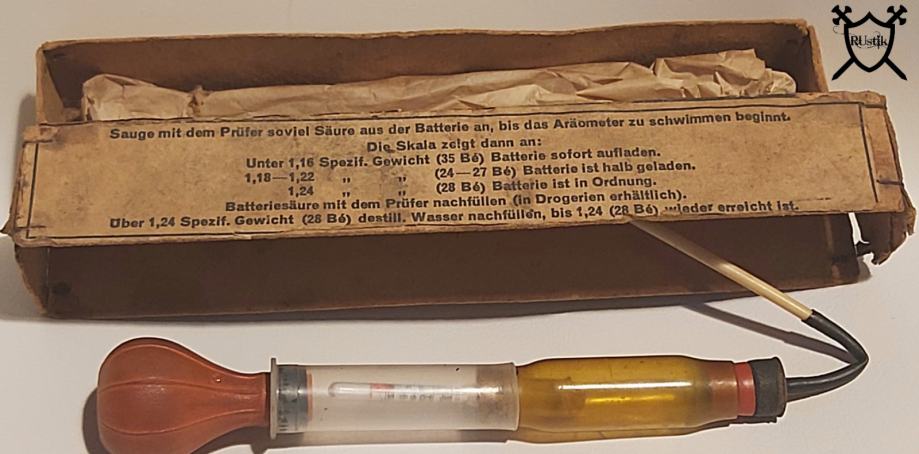 RUstik
Sauge mit dem Prüfer soviel Säure aus der Batterie an, bis das Aräometer zu schwimmen beginnt.
Die Skala zeigt dann an:
Unter 1,16 Spezif. Gewicht (35 Bé) Batterie sofort aufladen.
1,18—1,22 „ „ (24—27 Bé) Batterie ist halb geladen.
1,24 „ „ (28 Bé) Batterie ist in Ordnung.
Batteriesäure mit dem Prüfer nachfüllen (in Drogerien erhältlich).
Über 1,24 Spezif. Gewicht (28 Bé) destill. Wasser nachfüllen, bis 1,24 (28 Bé) wieder erreicht ist.